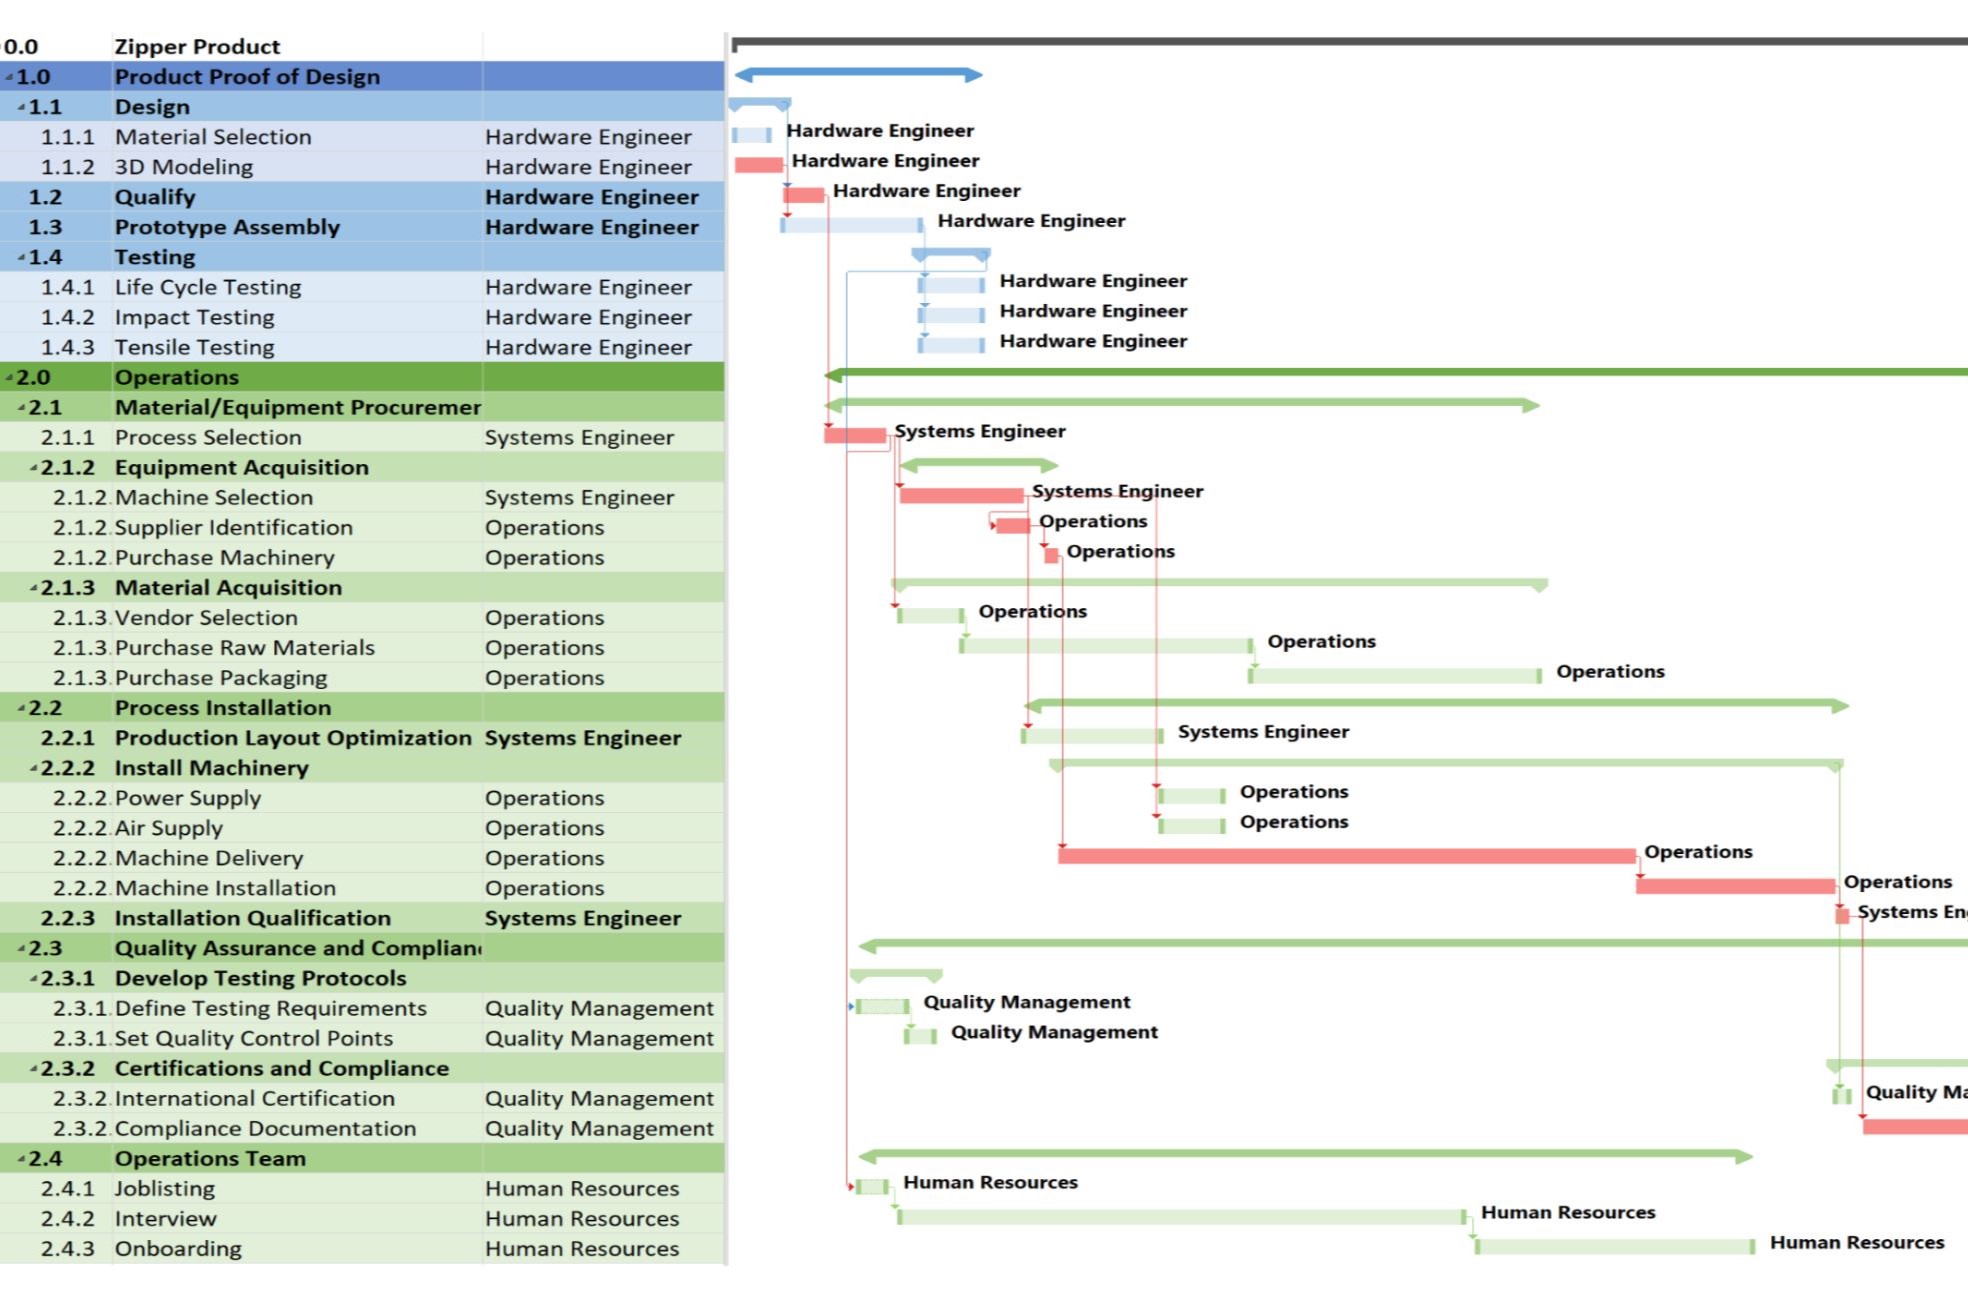 0.0 Zipper Product
1.0 Product Proof of Design
1.1 Design
1.1.1 Material Selection Hardware Engineer Hardware Engineer
1.1.2 3D Modeling Hardware Engineer Hardware Engineer
1.2 Qualify Hardware Engineer Hardware Engineer
1.3 Prototype Assembly Hardware Engineer Hardware Engineer
1.4 Testing
1.4.1 Life Cycle Testing Hardware Engineer Hardware Engineer
1.4.2 Impact Testing Hardware Engineer Hardware Engineer
1.4.3 Tensile Testing Hardware Engineer Hardware Engineer
2.0 Operations
2.1 Material/Equipment Procuremen
2.1.1 Process Selection Systems Engineer Systems Engineer
2.1.2 Equipment Acquisition
2.1.2. Machine Selection Systems Engineer Systems Engineer
2.1.2. Supplier Identification Operations Operations
2.1.2. Purchase Machinery Operations Operations
2.1.3 Material Acquisition
2.1.3. Vendor Selection Operations Operations
2.1.3. Purchase Raw Materials Operations Operations
2.1.3. Purchase Packaging Operations Operations
2.2 Process Installation
2.2.1 Production Layout Optimization Systems Engineer Systems Engineer
2.2.2 Install Machinery
2.2.2. Power Supply Operations Operations
2.2.2. Air Supply Operations Operations
2.2.2. Machine Delivery Operations Operations
2.2.2. Machine Installation Operations Operations
2.2.3 Installation Qualification Systems Engineer Systems En
2.3 Quality Assurance and Complian
2.3.1 Develop Testing Protocols
2.3.1. Define Testing Requirements Quality Management Quality Management
2.3.1. Set Quality Control Points Quality Management Quality Management
2.3.2 Certifications and Compliance
2.3.2. International Certification Quality Management Quality Ma
2.3.2. Compliance Documentation Quality Management
2.4 Operations Team
2.4.1 Joblisting Human Resources Human Resources
2.4.2 Interview Human Resources Human Resources
2.4.3 Onboarding Human Resources Human Resources